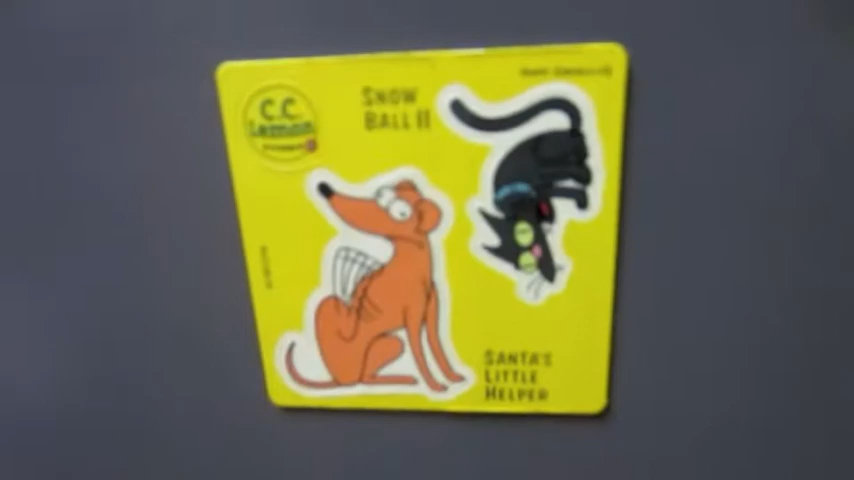 C.C.
Lemon
SNOW
BALL II
SANTA'S
LITTLE
HELPER